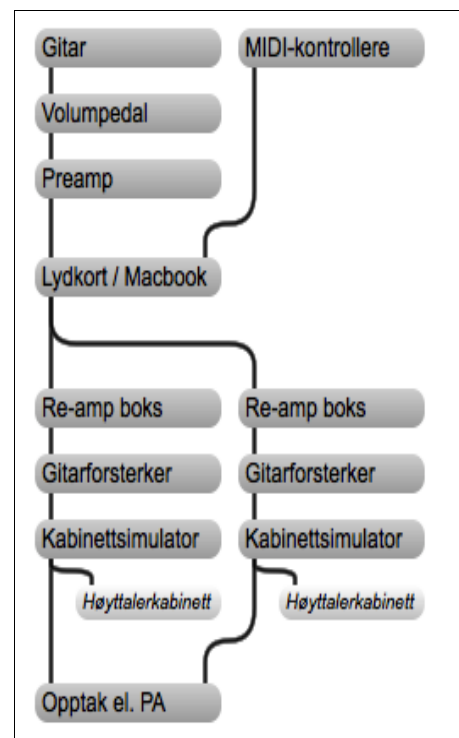 Gitar
MIDI-kontrollere
Volumpedal
Preamp
Lydkort / Macbook
Re-amp boks
Re-amp boks
Gitarforsterker
Gitarforsterker
Kabinettsimulator
Kabinettsimulator
Høyttalerkabinett
Høyttalerkabinett
Opptak el. PA